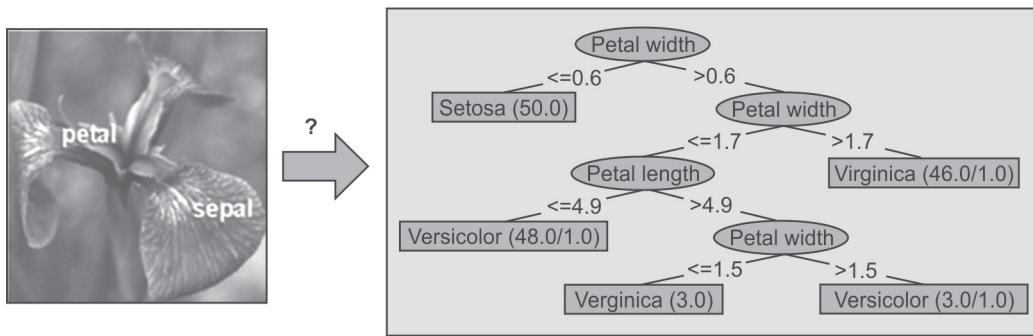 petal
sepal
?
Petal width
<=0.6 >0.6
Setosa (50.0) Petal width
<=1.7 >1.7
Petal length Virginica (46.0/1.0)
<=4.9 >4.9
Versicolor (48.0/1.0) Petal width
<=1.5 >1.5
Verginica (3.0) Versicolor (3.0/1.0)